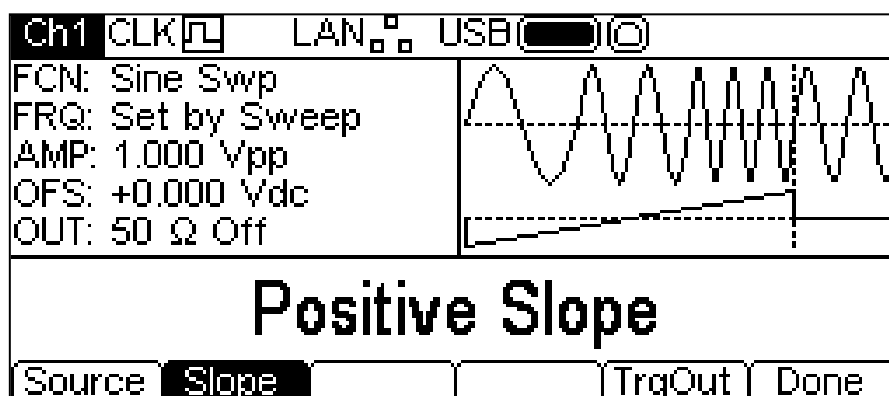 Ch1 CLK LAN USB
FCN: Sine Swp
FRQ: Set by Sweep
AMP: 1.000 Vpp
OFS: +0.000 Vdc
OUT: 50 Ω Off
Positive Slope
Source Slope TrgOut Done